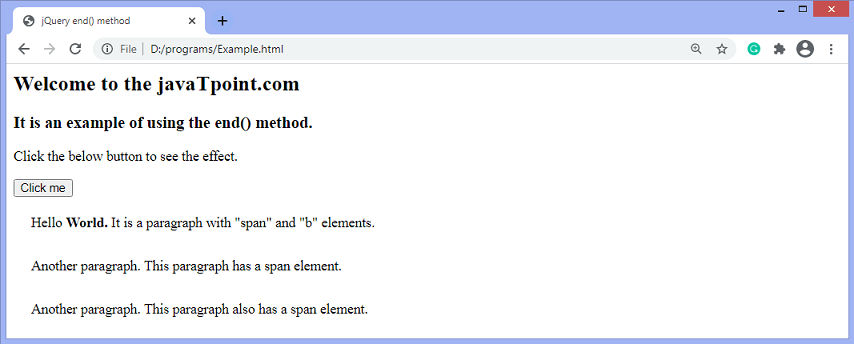 jQuery end() method
File | D:/programs/Example.html
Welcome to the javaTpoint.com
It is an example of using the end() method.
Click the below button to see the effect.
Click me
Hello World. It is a paragraph with "span" and "b" elements.
Another paragraph. This paragraph has a span element.
Another paragraph. This paragraph also has a span element.